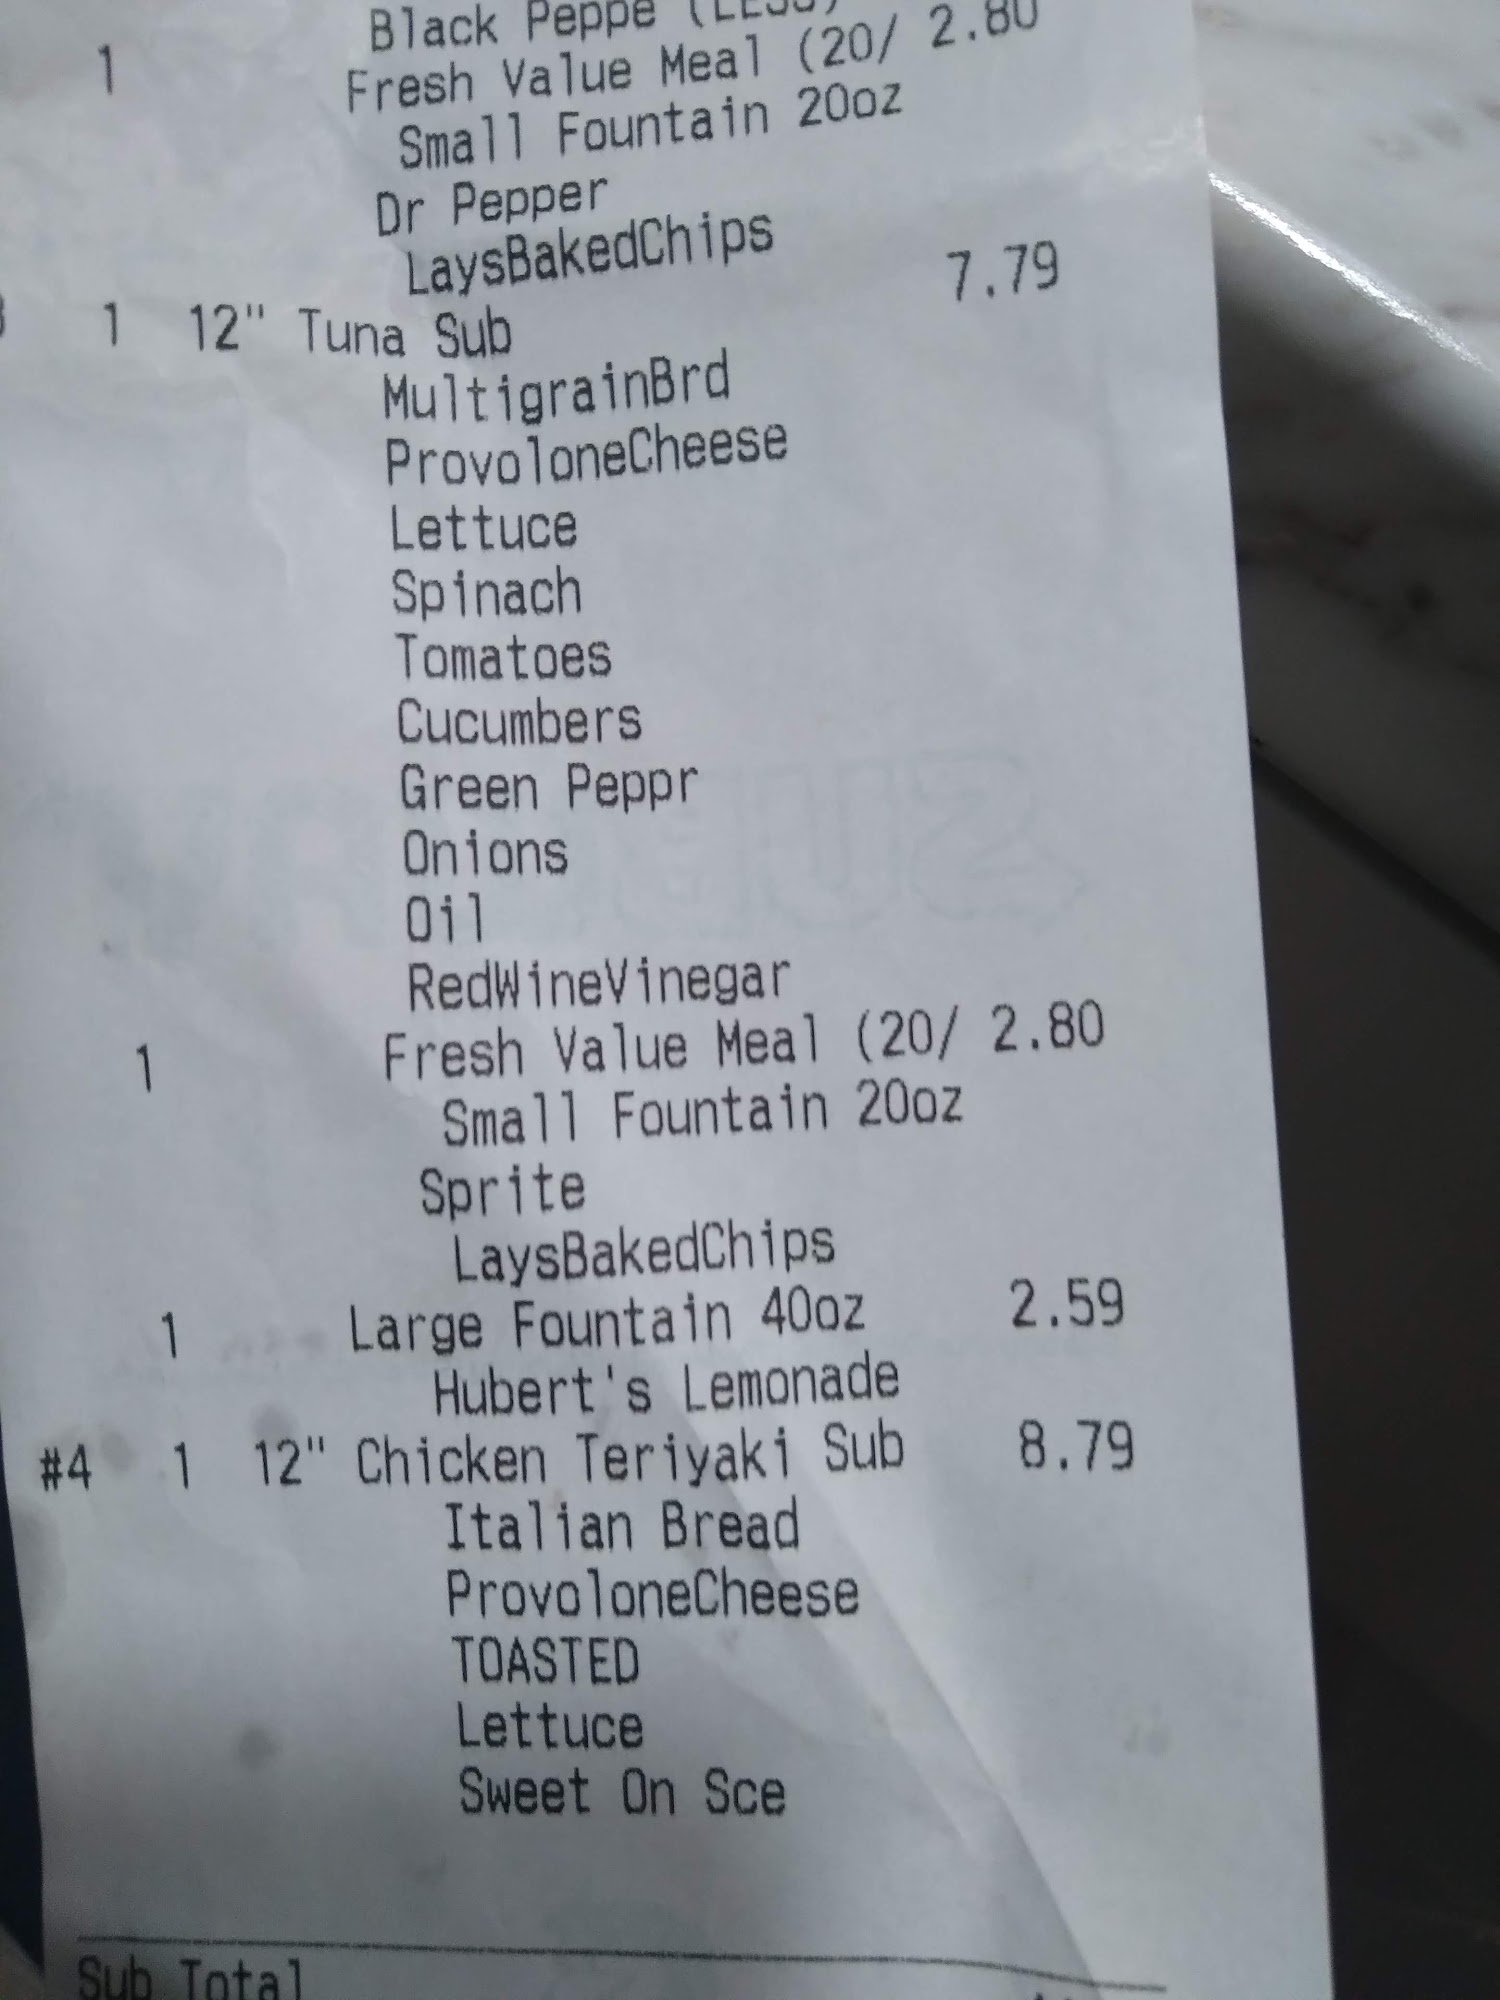 Black Peppe (LESS)
1 Fresh Value Meal (20/ 2.80
Small Fountain 20oz
Dr Pepper
LaysBakedChips
1 12" Tuna Sub 7.79
MultigrainBrd
ProvoloneCheese
Lettuce
Spinach
Tomatoes
Cucumbers
Green Peppr
Onions
Oil
RedWineVinegar
1 Fresh Value Meal (20/ 2.80
Small Fountain 20oz
Sprite
LaysBakedChips
1 Large Fountain 40oz 2.59
Hubert's Lemonade
#4 1 12" Chicken Teriyaki Sub 8.79
Italian Bread
ProvoloneCheese
TOASTED
Lettuce
Sweet On Sce
Sub Total